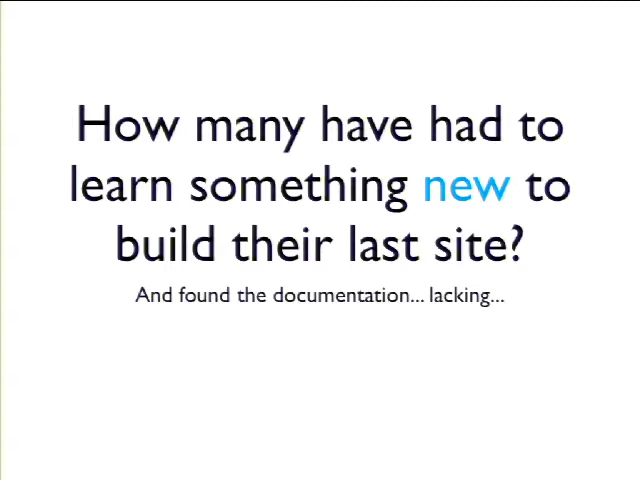 How many have had to
learn something new to
build their last site?
And found the documentation... lacking...